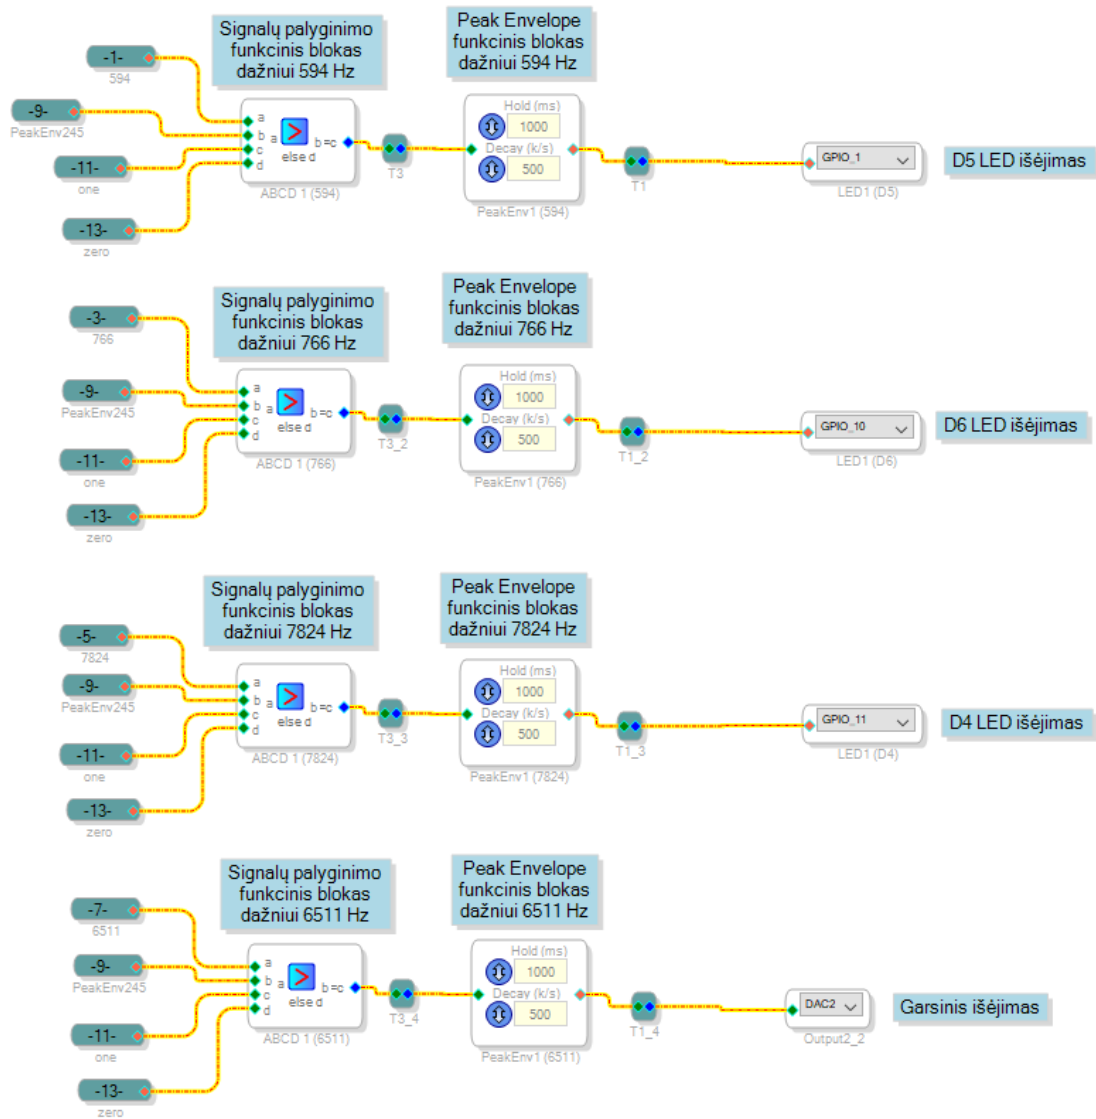 Signalų palyginimo
funkcinis blokas
dažniui 594 Hz
Peak Envelope
funkcinis blokas
dažniui 594 Hz
-1-
594
-9-
PeakEnv245
-11-
one
-13-
zero
a
b
c
d
a > b =c
else d
ABCD 1 (594)
T3
Hold (ms)
1000
Decay (k/s)
500
PeakEnv1 (594)
T1
GPIO_1
LED1 (D5)
D5 LED išėjimas
Signalų palyginimo
funkcinis blokas
dažniui 766 Hz
Peak Envelope
funkcinis blokas
dažniui 766 Hz
-3-
766
-9-
PeakEnv245
-11-
one
-13-
zero
a
b
c
d
a > b=c
else d
ABCD 1 (766)
T3_2
Hold (ms)
1000
Decay (k/s)
500
PeakEnv1 (766)
T1_2
GPIO_10
LED1 (D6)
D6 LED išėjimas
Signalų palyginimo
funkcinis blokas
dažniui 7824 Hz
Peak Envelope
funkcinis blokas
dažniui 7824 Hz
-5-
7824
-9-
PeakEnv245
-11-
one
-13-
zero
a
b
c
d
a > b=c
else d
ABCD 1 (7824)
T3_3
Hold (ms)
1000
Decay (k/s)
500
PeakEnv1 (7824)
T1_3
GPIO_11
LED1 (D4)
D4 LED išėjimas
Signalų palyginimo
funkcinis blokas
dažniui 6511 Hz
Peak Envelope
funkcinis blokas
dažniui 6511 Hz
-7-
6511
-9-
PeakEnv245
-11-
one
-13-
zero
a
b
c
d
a > b=c
else d
ABCD 1 (6511)
T3_4
Hold (ms)
1000
Decay (k/s)
500
PeakEnv1 (6511)
T1_4
DAC2
Output2_2
Garsinis išėjimas